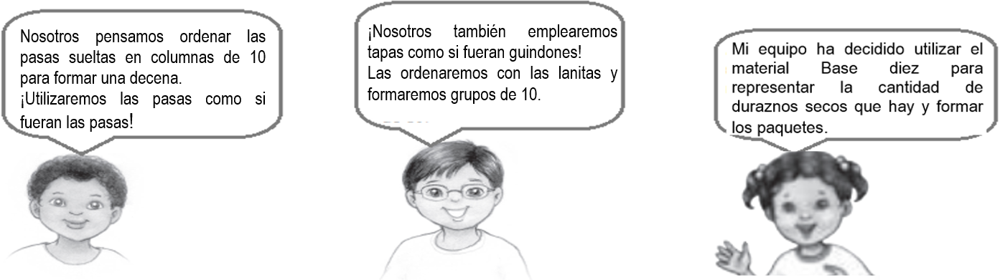 Nosotros pensamos ordenar las
pasas sueltas en columnas de 10
para formar una decena.
¡Utilizaremos las pasas como si
fueran las pasas!
¡Nosotros también emplearemos
tapas como si fueran guindones!
Las ordenaremos con las lanitas y
formaremos grupos de 10.
Mi equipo ha decidido utilizar el
material Base diez para
representar la cantidad de
duraznos secos que hay y formar
los paquetes.